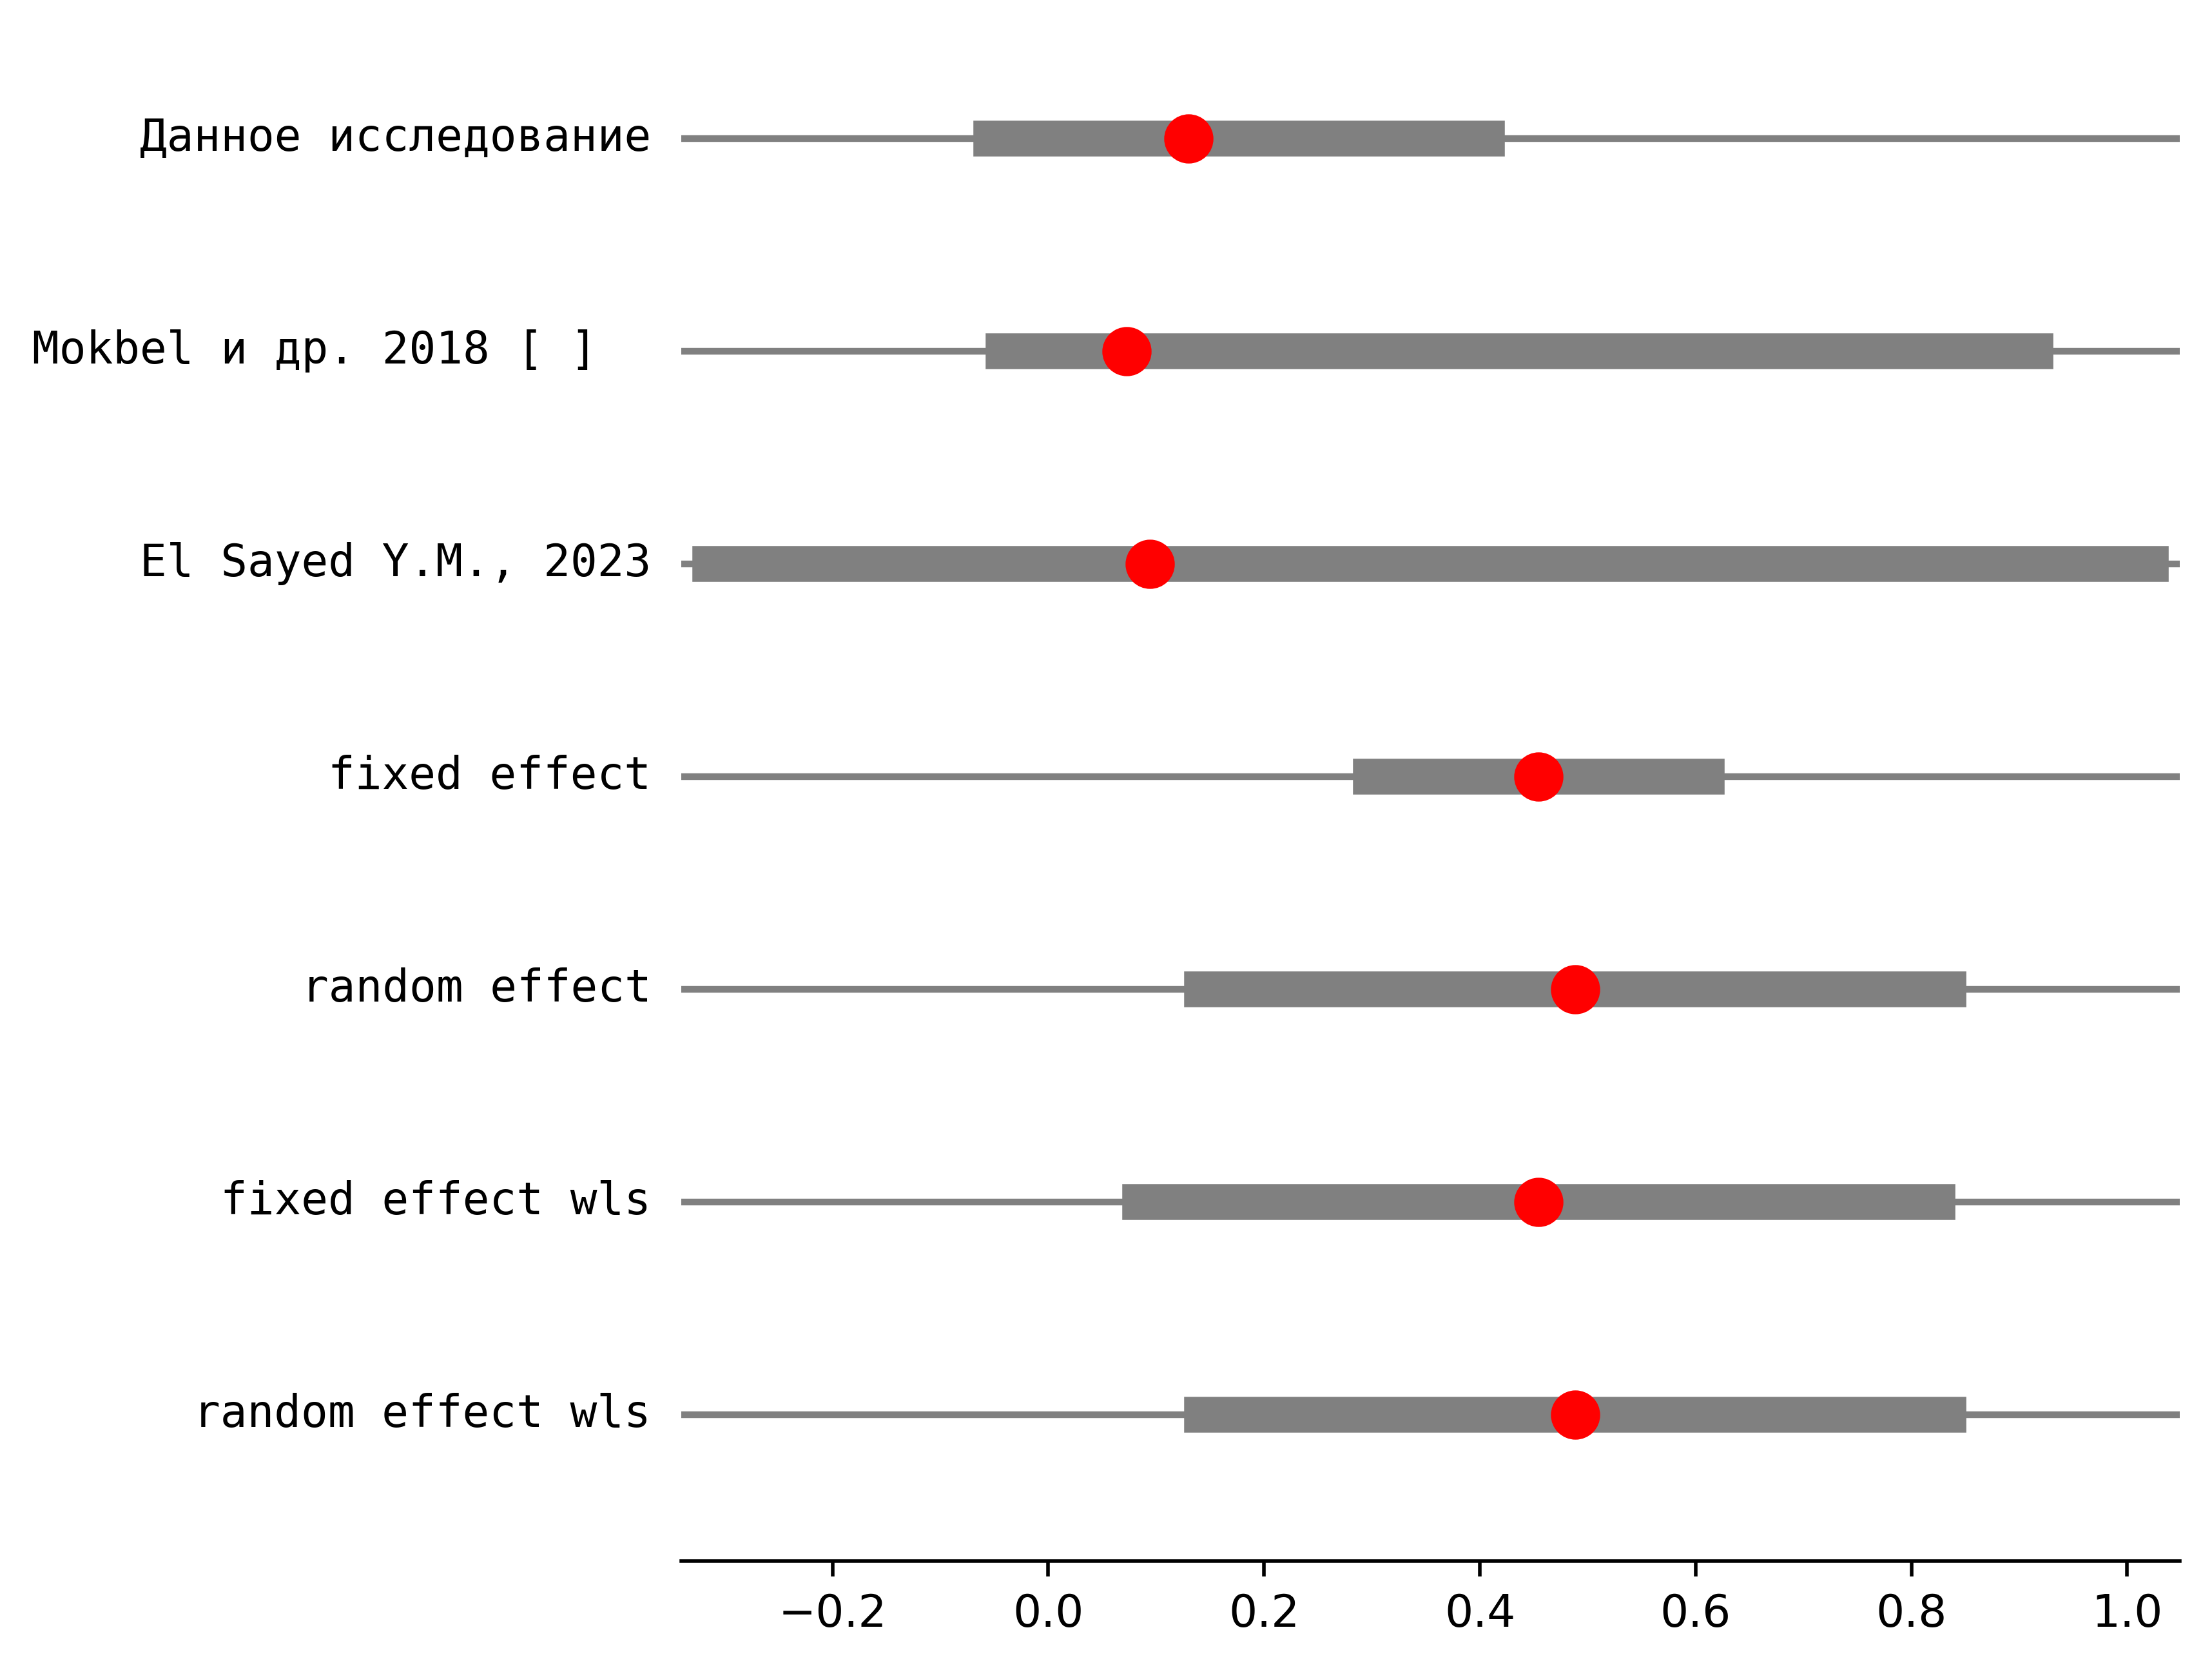 Данное исследование
Mokbel и др. 2018 [ ]
El Sayed Y.M., 2023
fixed effect
random effect
fixed effect wls
random effect wls
−0.2 0.0 0.2 0.4 0.6 0.8 1.0